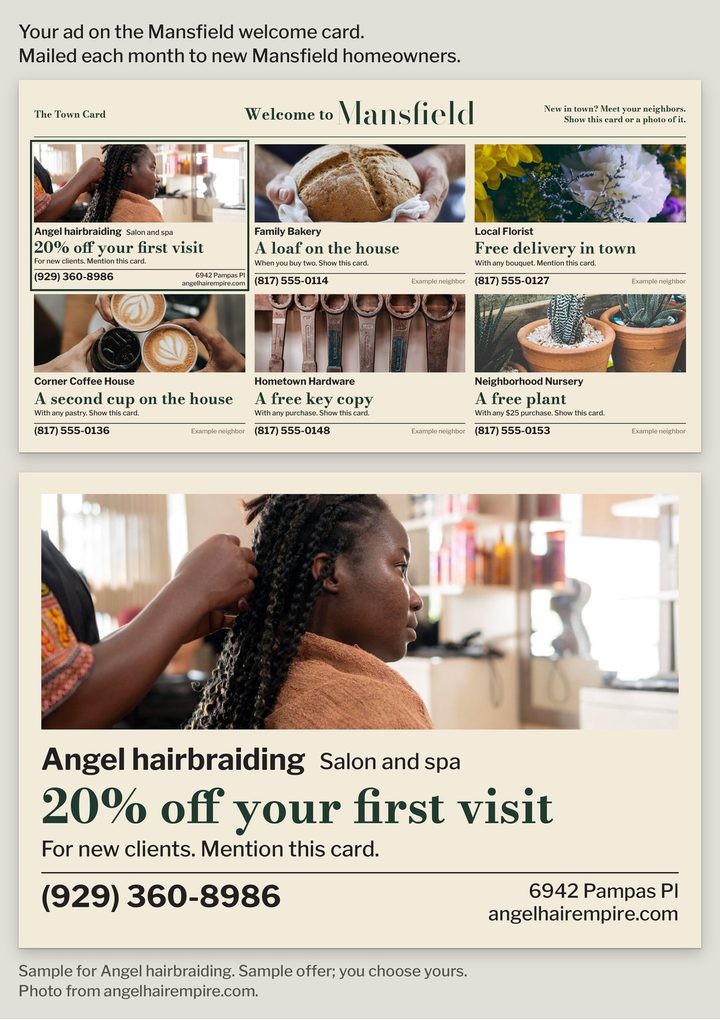 Your ad on the Mansfield welcome card.
Mailed each month to new Mansfield homeowners.
The Town Card
Welcome to Mansfield
New in town? Meet your neighbors.
Show this card or a photo of it.
Angel hairbraiding Salon and spa
20% off your first visit
For new clients. Mention this card.
(929) 360-8986
6942 Pampas Pl
angelhairempire.com
Family Bakery
A loaf on the house
When you buy two. Show this card.
(817) 555-0114
Example neighbor
Local Florist
Free delivery in town
With any bouquet. Mention this card.
(817) 555-0127
Example neighbor
Corner Coffee House
A second cup on the house
With any pastry. Show this card.
(817) 555-0136
Example neighbor
Hometown Hardware
A free key copy
With any purchase. Show this card.
(817) 555-0148
Example neighbor
Neighborhood Nursery
A free plant
With any $25 purchase. Show this card.
(817) 555-0153
Example neighbor
Angel hairbraiding Salon and spa
20% off your first visit
For new clients. Mention this card.
(929) 360-8986
6942 Pampas Pl
angelhairempire.com
Sample for Angel hairbraiding. Sample offer; you choose yours.
Photo from angelhairempire.com.